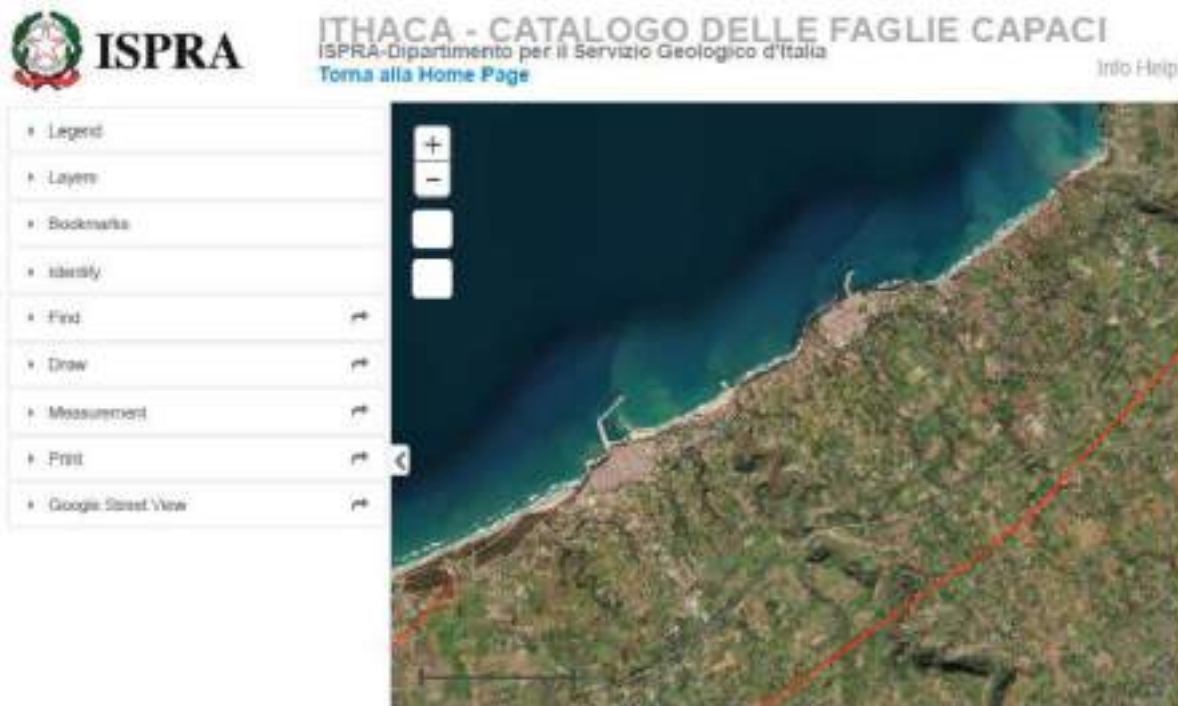 ISPRA
ITHACA - CATALOGO DELLE FAGLIE CAPACI
ISPRA-Dipartimento per il Servizio Geologico d'Italia
Torna alla Home Page
Info Help
Legend
Layers
Bookmarks
Identify
Find
Draw
Measurement
Print
Google Street View
+
−